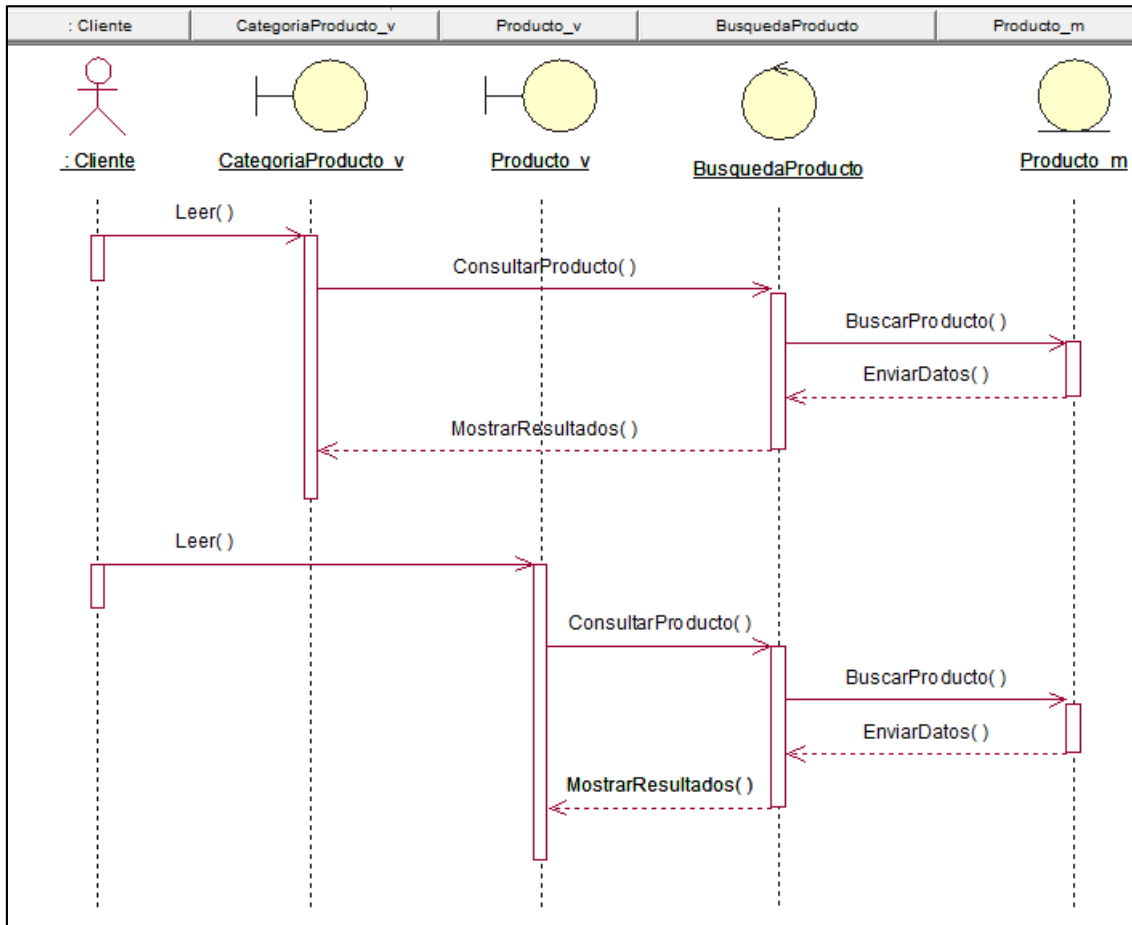 : Cliente
CategoriaProducto_v
Producto_v
BusquedaProducto
Producto_m
: Cliente
CategoriaProducto_v
Producto_v
BusquedaProducto
Producto_m
Leer( )
ConsultarProducto( )
BuscarProducto( )
EnviarDatos( )
MostrarResultados( )
Leer( )
ConsultarProducto( )
BuscarProducto( )
EnviarDatos( )
MostrarResultados( )